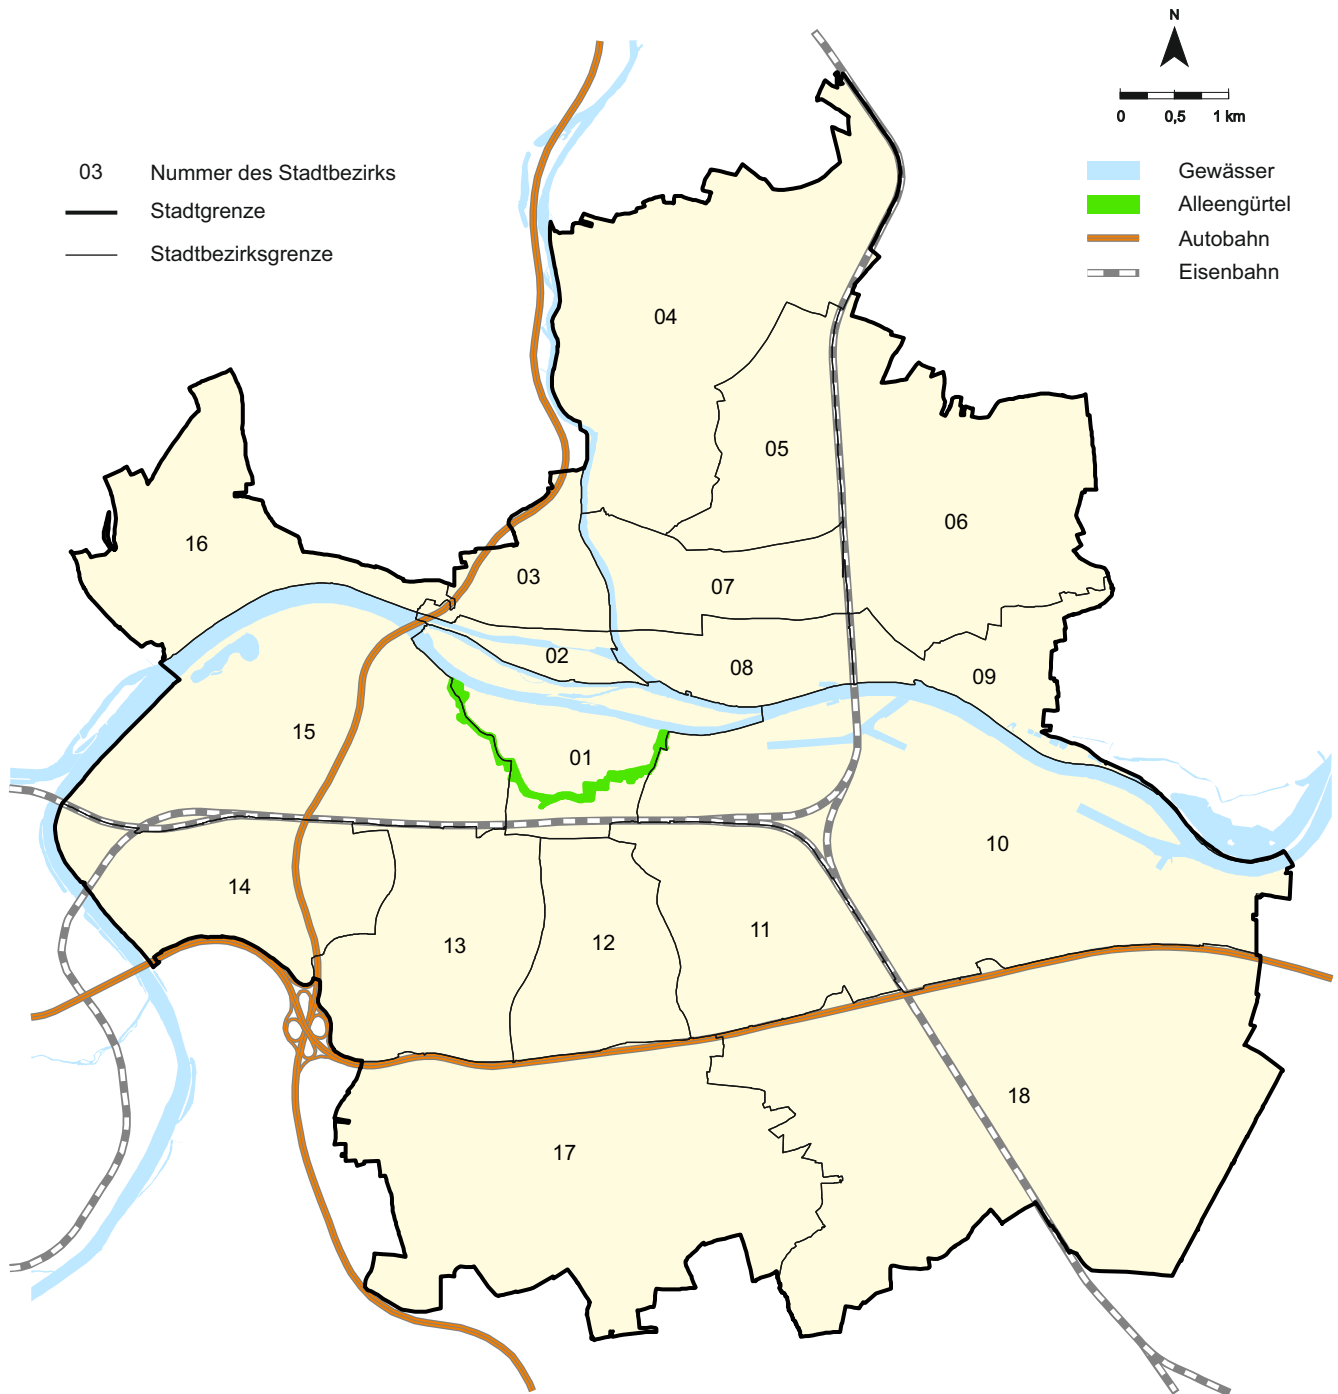 N
0 0,5 1 km
03 Nummer des Stadtbezirks
Stadtgrenze
Stadtbezirksgrenze
Gewässer
Alleengürtel
Autobahn
Eisenbahn
04
05
06
16
03
07
02
08
09
15
01
10
14
13
12
11
18
17